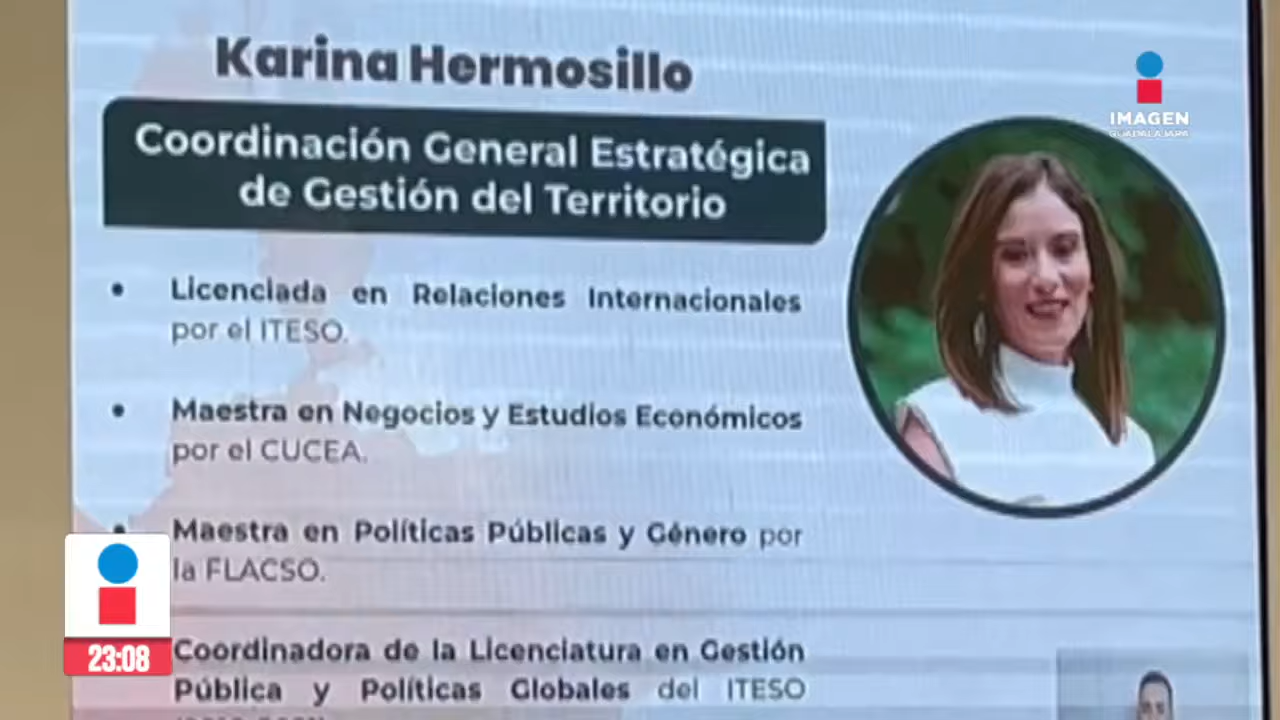 Karina Hermosillo
IMAGEN
GUADALAJARA
Coordinación General Estratégica
de Gestión del Territorio
• Licenciada en Relaciones Internacionales
por el ITESO.
• Maestra en Negocios y Estudios Económicos
por el CUCEA.
• Maestra en Políticas Públicas y Género por
la FLACSO.
Coordinadora de la Licenciatura en Gestión
Pública y Políticas Globales del ITESO
23:08